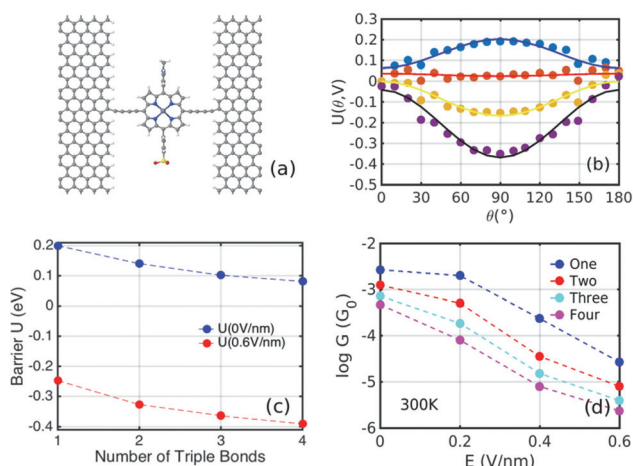 (a)
0.3
0.2
0.1
0
-0.1
-0.2
-0.3
-0.4
-0.5
U(θ,V)
0 30 60 90 120 150 180
θ(°)
(b)
0.2
0.1
0
-0.1
-0.2
-0.3
-0.4
Barrier U (eV)
U(0V/nm)
U(0.6V/nm)
(c)
1 2 3 4
Number of Triple Bonds
-2
-3
-4
-5
-6
log G (G₀)
One
Two
Three
Four
300K
(d)
0 0.2 0.4 0.6
E (V/nm)